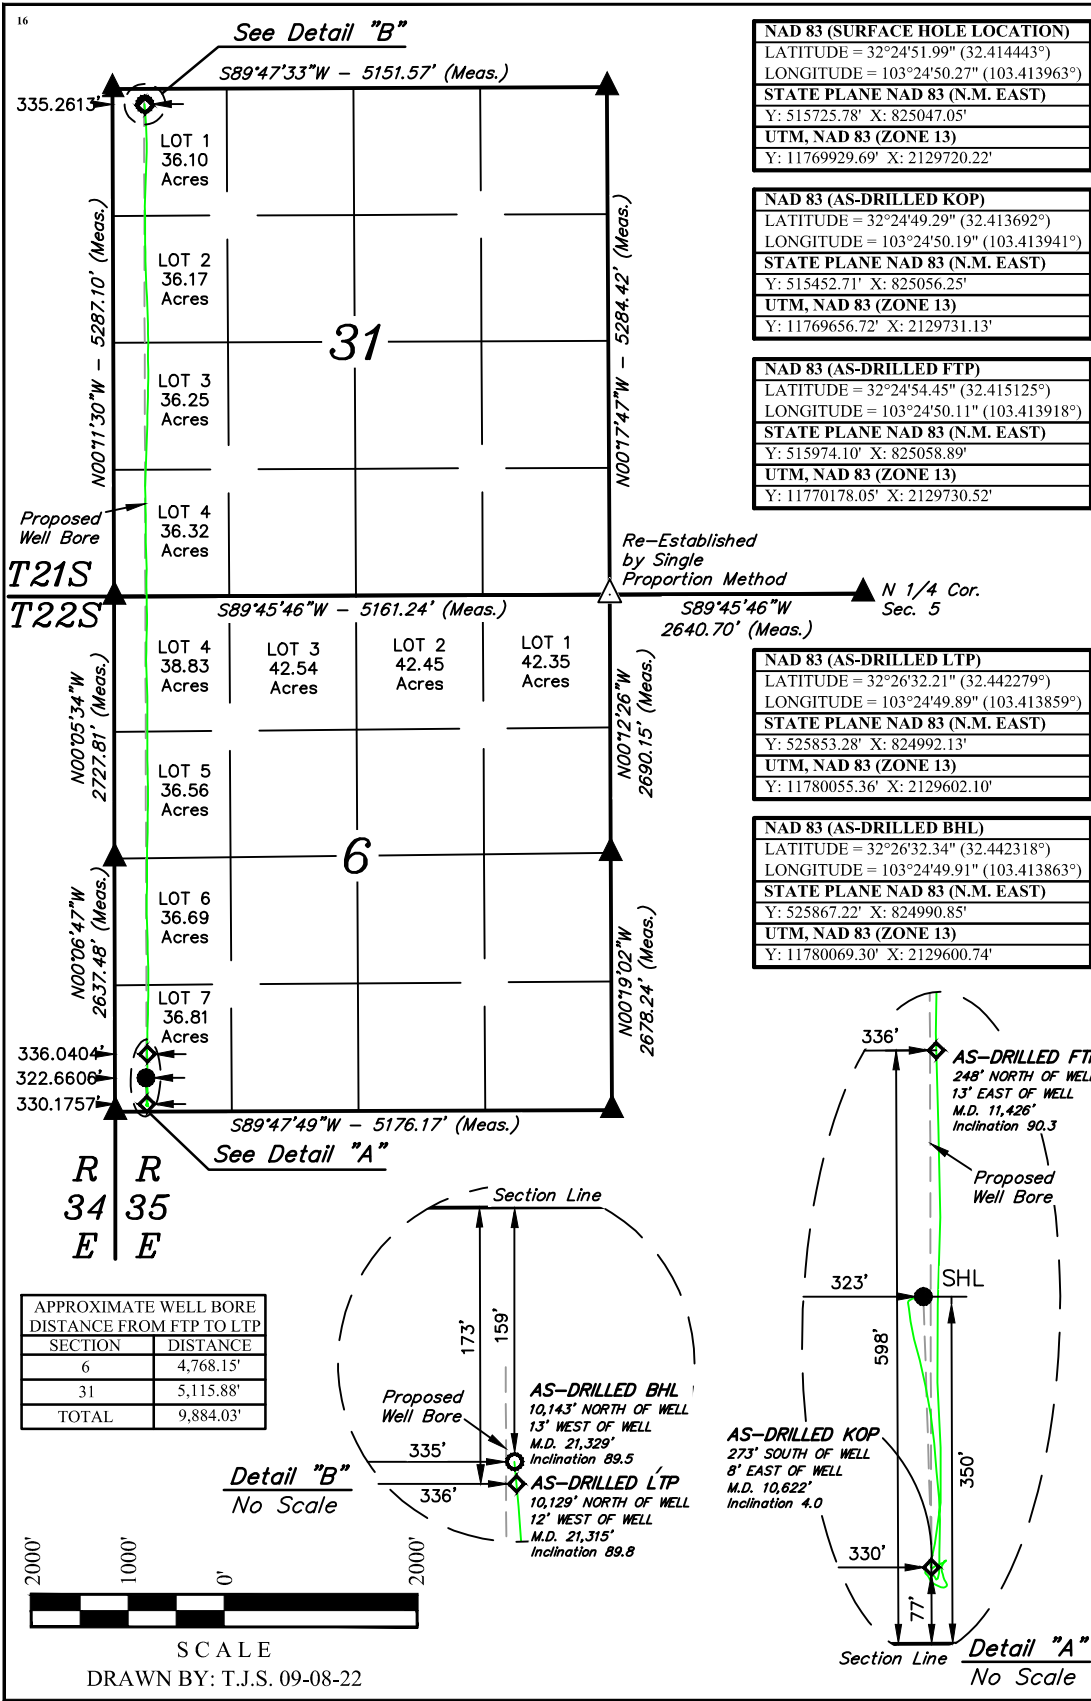 16
See Detail "B"
S89°47'33"W - 5151.57' (Meas.)
335.2613'
LOT 1
36.10
Acres
LOT 2
36.17
Acres
31
LOT 3
36.25
Acres
LOT 4
36.32
Acres
N00°11'30"W - 5287.10' (Meas.)
N00°17'47"W - 5284.42' (Meas.)
Proposed
Well Bore
T21S
T22S
Re-Established
by Single
Proportion Method
S89°45'46"W - 5161.24' (Meas.)
S89°45'46"W
2640.70' (Meas.)
N 1/4 Cor.
Sec. 5
LOT 4
38.83
Acres
LOT 3
42.54
Acres
LOT 2
42.45
Acres
LOT 1
42.35
Acres
N00°05'34"W
2727.81' (Meas.)
N00°12'26"W
2690.15' (Meas.)
LOT 5
36.56
Acres
6
LOT 6
36.69
Acres
N00°06'47"W
2637.48' (Meas.)
N00°19'02"W
2678.24' (Meas.)
LOT 7
36.81
Acres
336.0404'
322.6606'
330.1757'
S89°47'49"W - 5176.17' (Meas.)
See Detail "A"
R R
34 35
E E
NAD 83 (SURFACE HOLE LOCATION)
LATITUDE = 32°24'51.99" (32.414443°)
LONGITUDE = 103°24'50.27" (103.413963°)
STATE PLANE NAD 83 (N.M. EAST)
Y: 515725.78' X: 825047.05'
UTM, NAD 83 (ZONE 13)
Y: 11769929.69' X: 2129720.22'
NAD 83 (AS-DRILLED KOP)
LATITUDE = 32°24'49.29" (32.413692°)
LONGITUDE = 103°24'50.19" (103.413941°)
STATE PLANE NAD 83 (N.M. EAST)
Y: 515452.71' X: 825056.25'
UTM, NAD 83 (ZONE 13)
Y: 11769656.72' X: 2129731.13'
NAD 83 (AS-DRILLED FTP)
LATITUDE = 32°24'54.45" (32.415125°)
LONGITUDE = 103°24'50.11" (103.413918°)
STATE PLANE NAD 83 (N.M. EAST)
Y: 515974.10' X: 825058.89'
UTM, NAD 83 (ZONE 13)
Y: 11770178.05' X: 2129730.52'
NAD 83 (AS-DRILLED LTP)
LATITUDE = 32°26'32.21" (32.442279°)
LONGITUDE = 103°24'49.89" (103.413859°)
STATE PLANE NAD 83 (N.M. EAST)
Y: 525853.28' X: 824992.13'
UTM, NAD 83 (ZONE 13)
Y: 11780055.36' X: 2129602.10'
NAD 83 (AS-DRILLED BHL)
LATITUDE = 32°26'32.34" (32.442318°)
LONGITUDE = 103°24'49.91" (103.413863°)
STATE PLANE NAD 83 (N.M. EAST)
Y: 525867.22' X: 824990.85'
UTM, NAD 83 (ZONE 13)
Y: 11780069.30' X: 2129600.74'
APPROXIMATE WELL BORE
DISTANCE FROM FTP TO LTP
SECTION DISTANCE
6 4,768.15'
31 5,115.88'
TOTAL 9,884.03'
Section Line
173'
159'
Proposed
Well Bore
AS-DRILLED BHL
10,143' NORTH OF WELL
13' WEST OF WELL
M.D. 21,329'
Inclination 89.5
335'
336'
AS-DRILLED LTP
10,129' NORTH OF WELL
12' WEST OF WELL
M.D. 21,315'
Inclination 89.8
Detail "B"
No Scale
336'
AS-DRILLED FT
248' NORTH OF WEL
13' EAST OF WELL
M.D. 11,426'
Inclination 90.3
Proposed
Well Bore
323'
SHL
598'
350'
AS-DRILLED KOP
273' SOUTH OF WELL
8' EAST OF WELL
M.D. 10,622'
Inclination 4.0
330'
77'
Section Line
Detail "A"
No Scale
2000' 1000' 0' 2000'
SCALE
DRAWN BY: T.J.S. 09-08-22